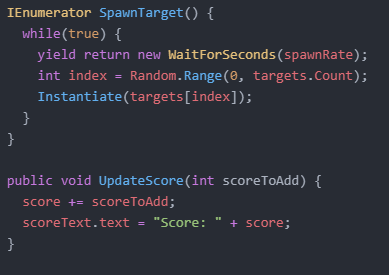 IEnumerator SpawnTarget() {
  while(true) {
    yield return new WaitForSeconds(spawnRate);
    int index = Random.Range(0, targets.Count);
    Instantiate(targets[index]);
  }
}

public void UpdateScore(int scoreToAdd) {
  score += scoreToAdd;
  scoreText.text = "Score: " + score;
}